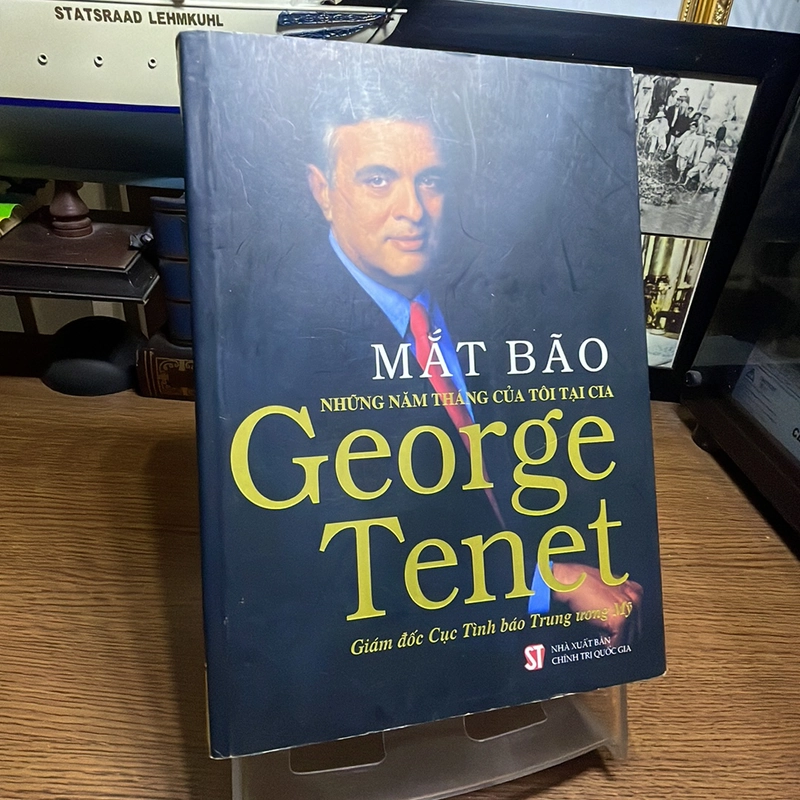 STATSRAAD LEHMKUHL
MẮT BÃO
NHỮNG NĂM THÁNG CỦA TÔI TẠI CIA
George
Tenet
Giám đốc Cục Tình báo Trung ương Mỹ
ST
NHÀ XUẤT BẢN
CHÍNH TRỊ QUỐC GIA